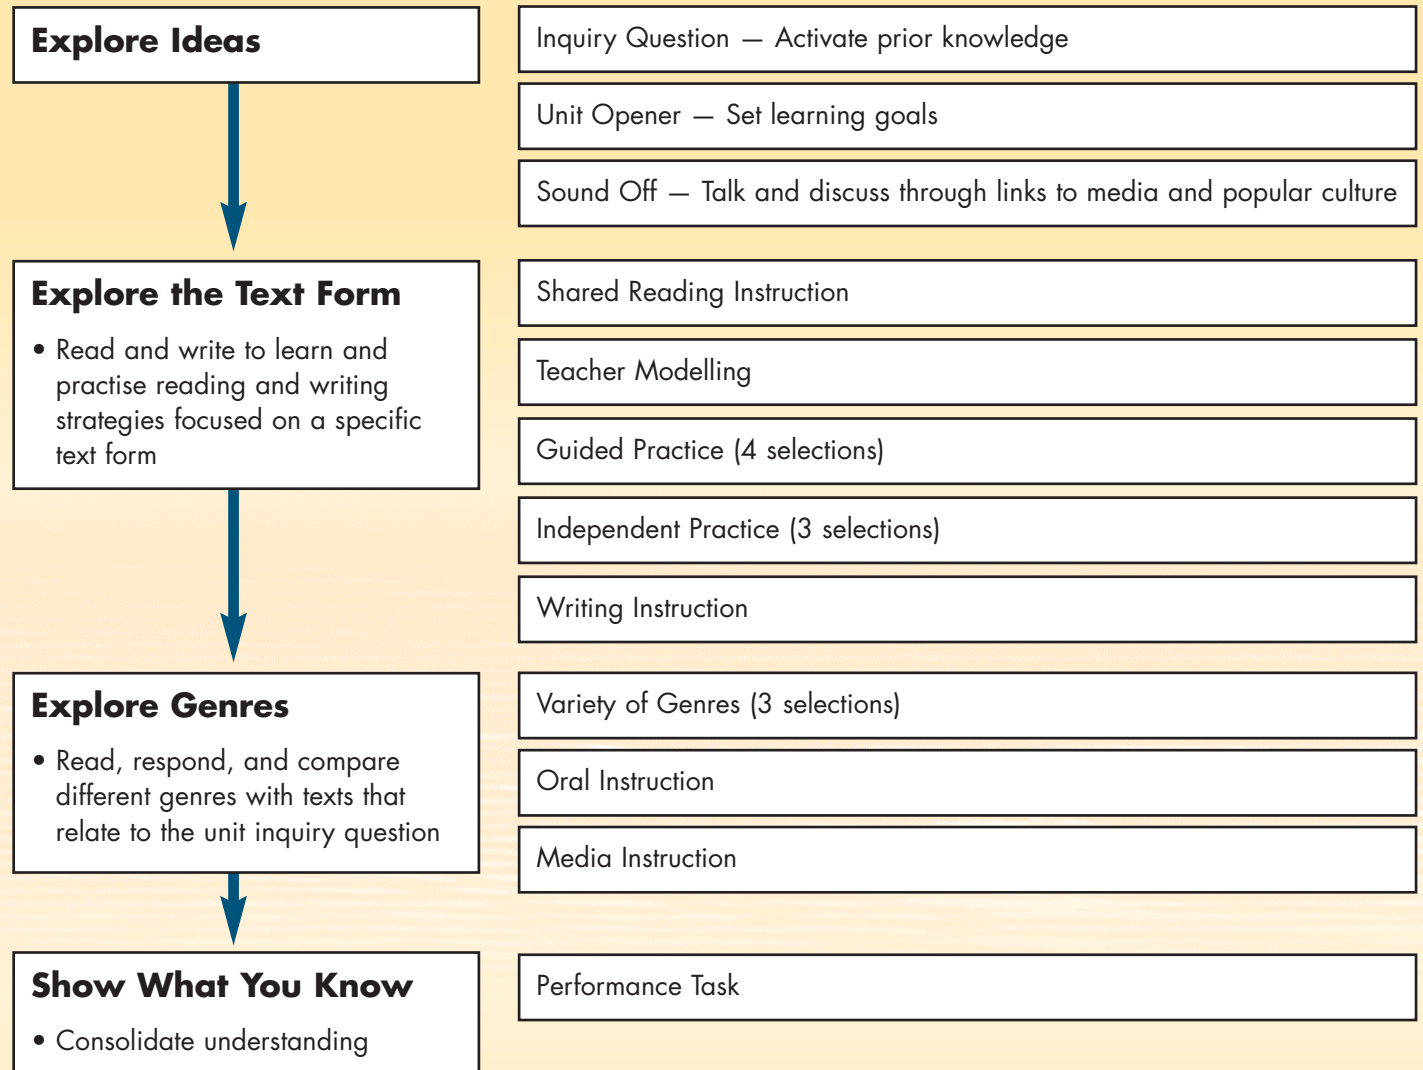 Explore Ideas
Inquiry Question — Activate prior knowledge
Unit Opener — Set learning goals
Sound Off — Talk and discuss through links to media and popular culture
Explore the Text Form
• Read and write to learn and
practise reading and writing
strategies focused on a specific
text form
Shared Reading Instruction
Teacher Modelling
Guided Practice (4 selections)
Independent Practice (3 selections)
Writing Instruction
Explore Genres
• Read, respond, and compare
different genres with texts that
relate to the unit inquiry question
Variety of Genres (3 selections)
Oral Instruction
Media Instruction
Show What You Know
• Consolidate understanding
Performance Task